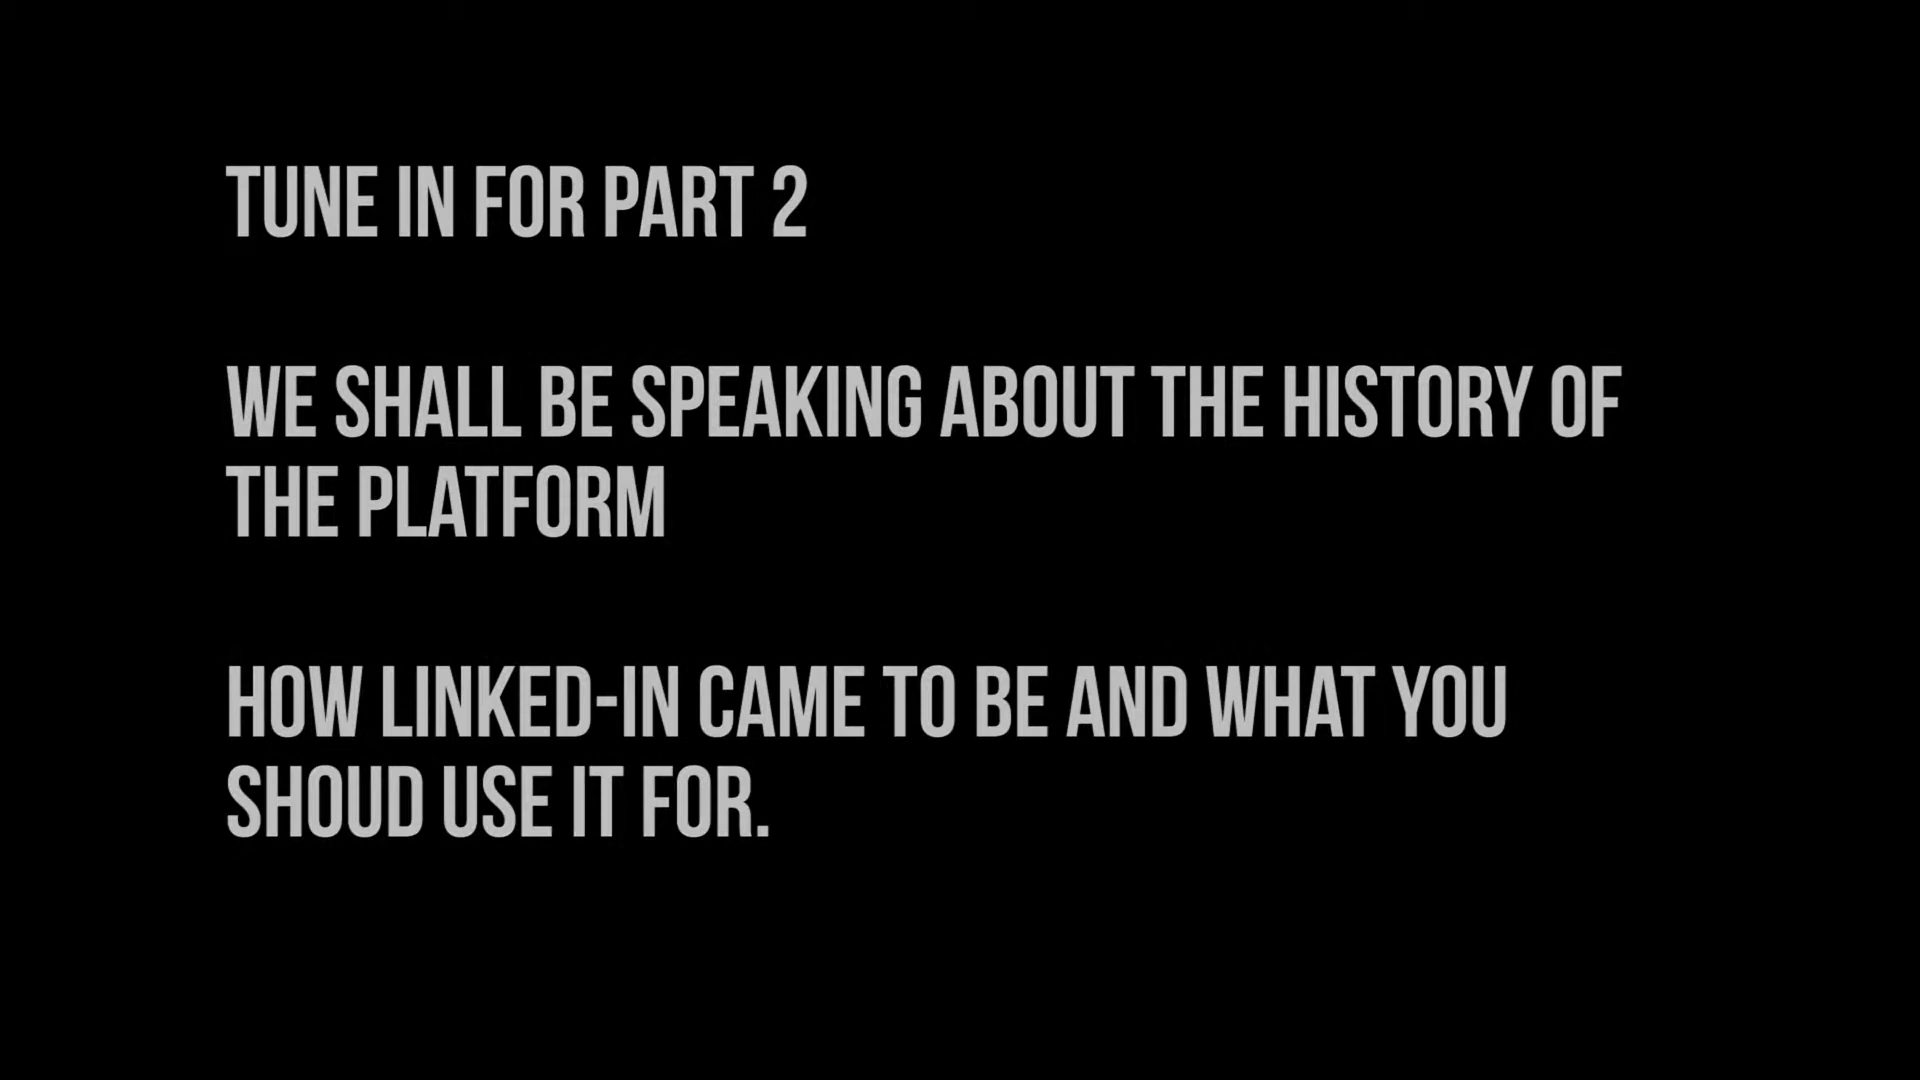 TUNE IN FOR PART 2
WE SHALL BE SPEAKING ABOUT THE HISTORY OF
THE PLATFORM
HOW LINKED-IN CAME TO BE AND WHAT YOU
SHOUD USE IT FOR.